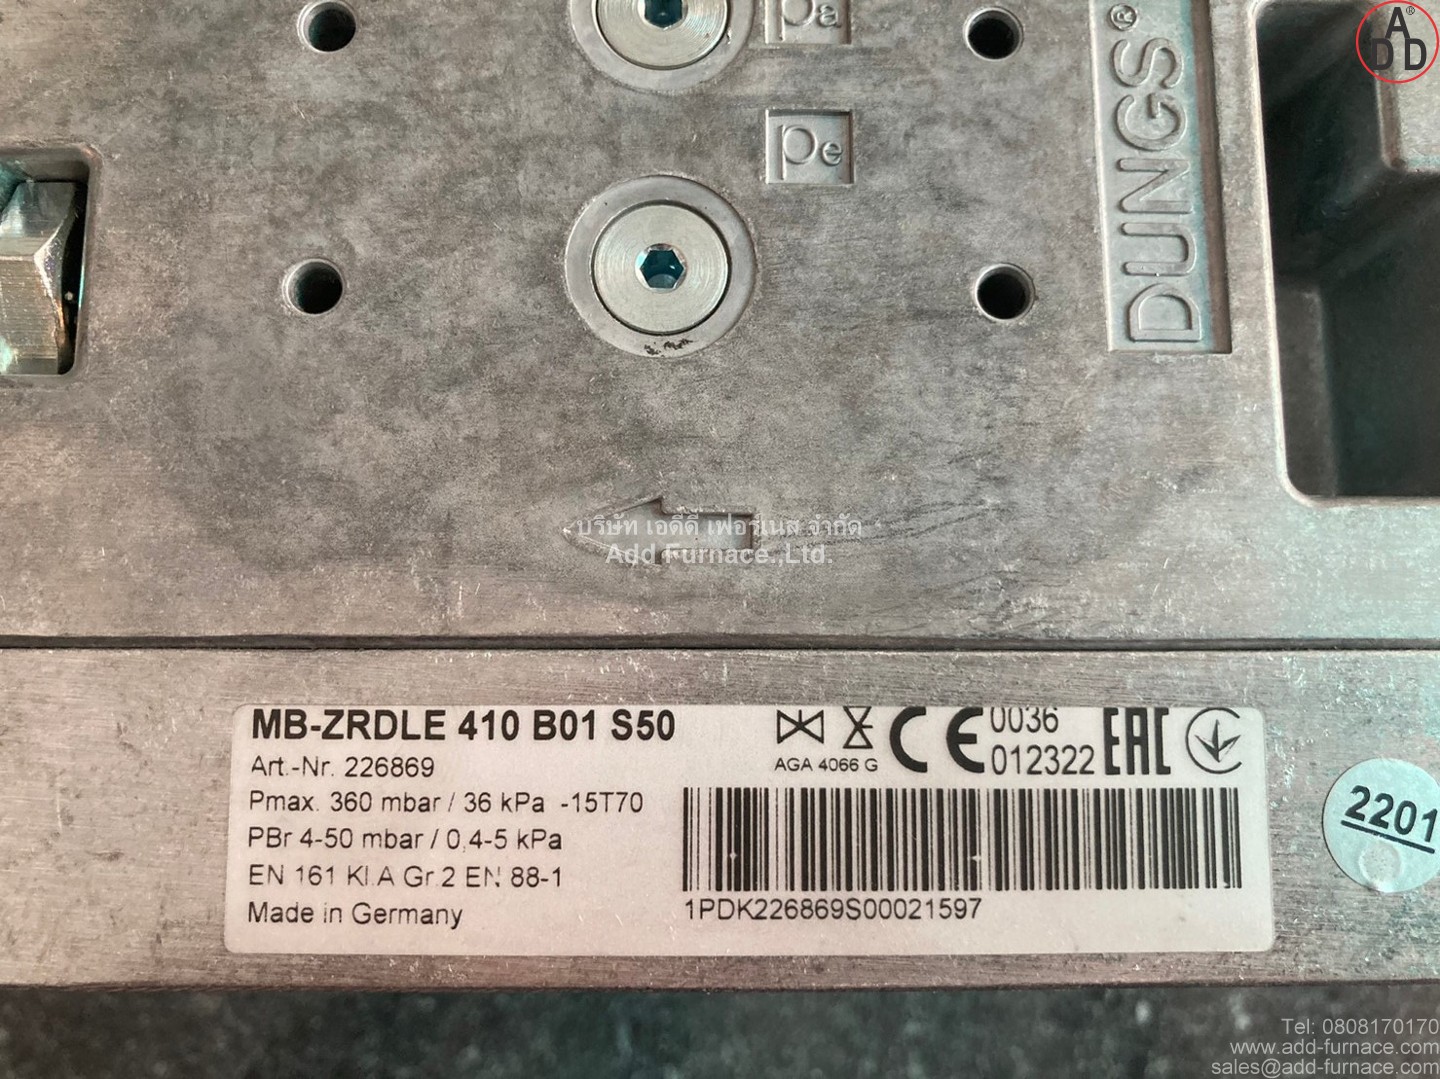 pa
pe
DUNGS®
ADD®
บริษัท เอดีดี เฟอร์เนส จำกัด
Add Furnace.,Ltd.
MB-ZRDLE 410 B01 S50
Art.-Nr. 226869
Pmax. 360 mbar / 36 kPa -15T70
PBr 4-50 mbar / 0,4-5 kPa
EN 161 Kl.A Gr.2 EN 88-1
Made in Germany
AGA 4066 G
CE 0036
012322
EAC
1PDK226869S00021597
2201
Tel: 0808170170
www.add-furnace.com
sales@add-furnace.com